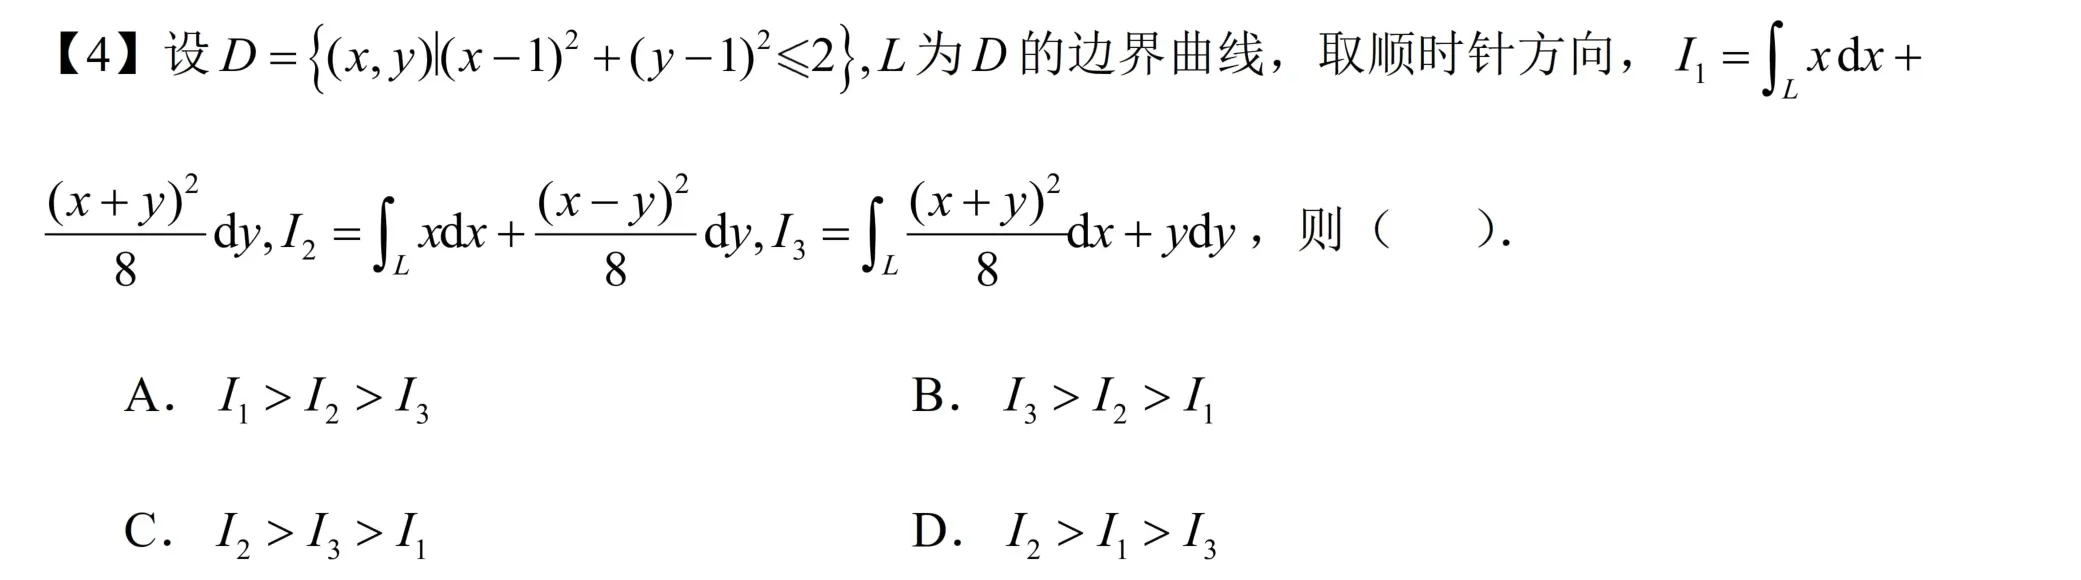 【4】设 $D=\left\{(x,y)|(x-1)^2+(y-1)^2\leqslant 2\right\}$, $L$ 为 $D$ 的边界曲线，取顺时针方向，$I_1=\int_L x\,\mathrm{d}x+$
$\frac{(x+y)^2}{8}\mathrm{d}y, I_2=\int_L x\mathrm{d}x+\frac{(x-y)^2}{8}\mathrm{d}y, I_3=\int_L \frac{(x+y)^2}{8}\mathrm{d}x+y\mathrm{d}y$，则（　　）.
A. $I_1>I_2>I_3$　　B. $I_3>I_2>I_1$
C. $I_2>I_3>I_1$　　D. $I_2>I_1>I_3$